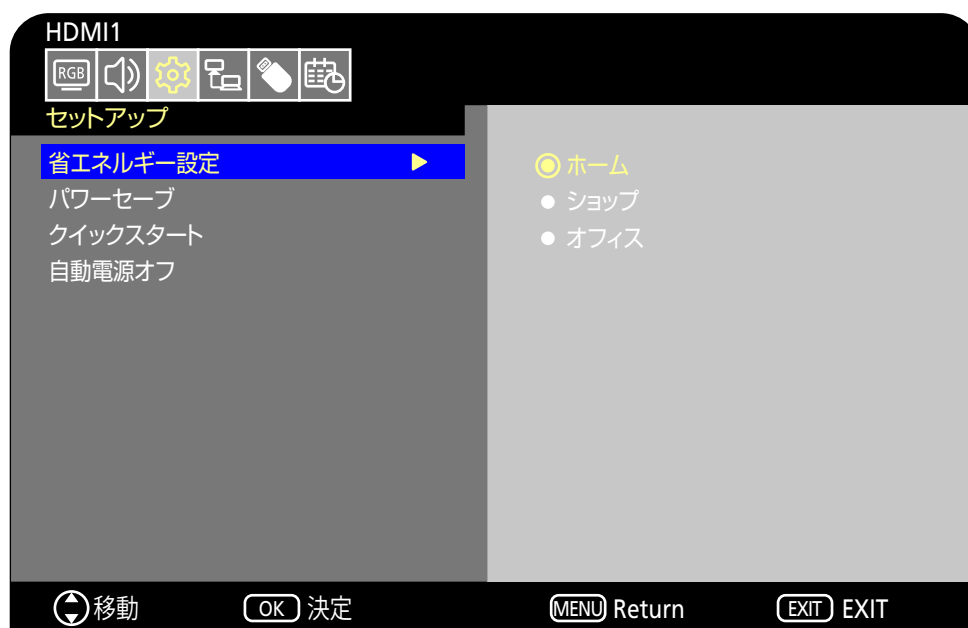 HDMI1
RGB
セットアップ
省エネルギー設定
パワーセーブ
クイックスタート
自動電源オフ
ホーム
ショップ
オフィス
移動 OK 決定 MENU Return EXIT EXIT